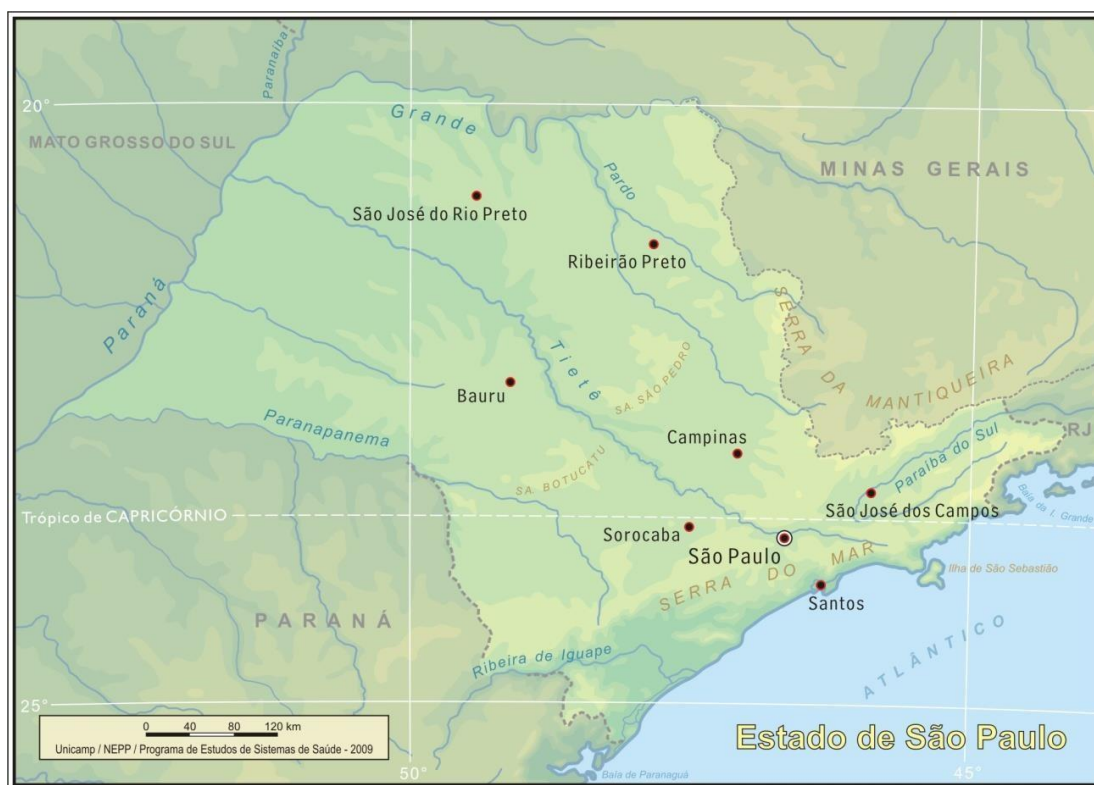 Paranaíba
20°
Grande
MATO GROSSO DO SUL
MINAS GERAIS
Pardo
São José do Rio Preto
Ribeirão Preto
Paraná
SERRA DA MANTIQUEIRA
Tietê
SA. SÃO PEDRO
Bauru
Paranapanema
Campinas
RJ
Paraiba do Sul
SA. BOTUCATÚ
Baía da I. Grande
São José dos Campos
Trópico de CAPRICÓRNIO
Sorocaba
São Paulo
SERRA DO MAR
Ilha de São Sebastião
Santos
PARANÁ
Ribeira de Iguape
ATLÂNTICO
25°
0 40 80 120 km
Unicamp / NEPP / Programa de Estudos de Sistemas de Saúde - 2009
Estado de São Paulo
50°
45°
Baía de Paranaguá